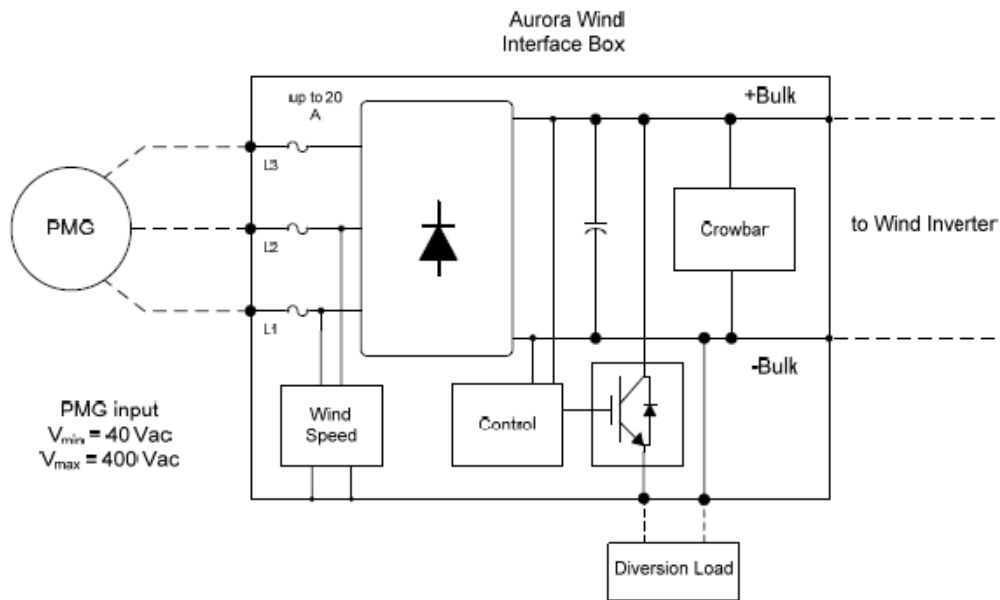 Aurora Wind
Interface Box
up to 20
A
+Bulk
L3
PMG
L2
Crowbar
to Wind Inverter
L1
-Bulk
PMG input
Vmin = 40 Vac
Vmax = 400 Vac
Wind
Speed
Control
Diversion Load